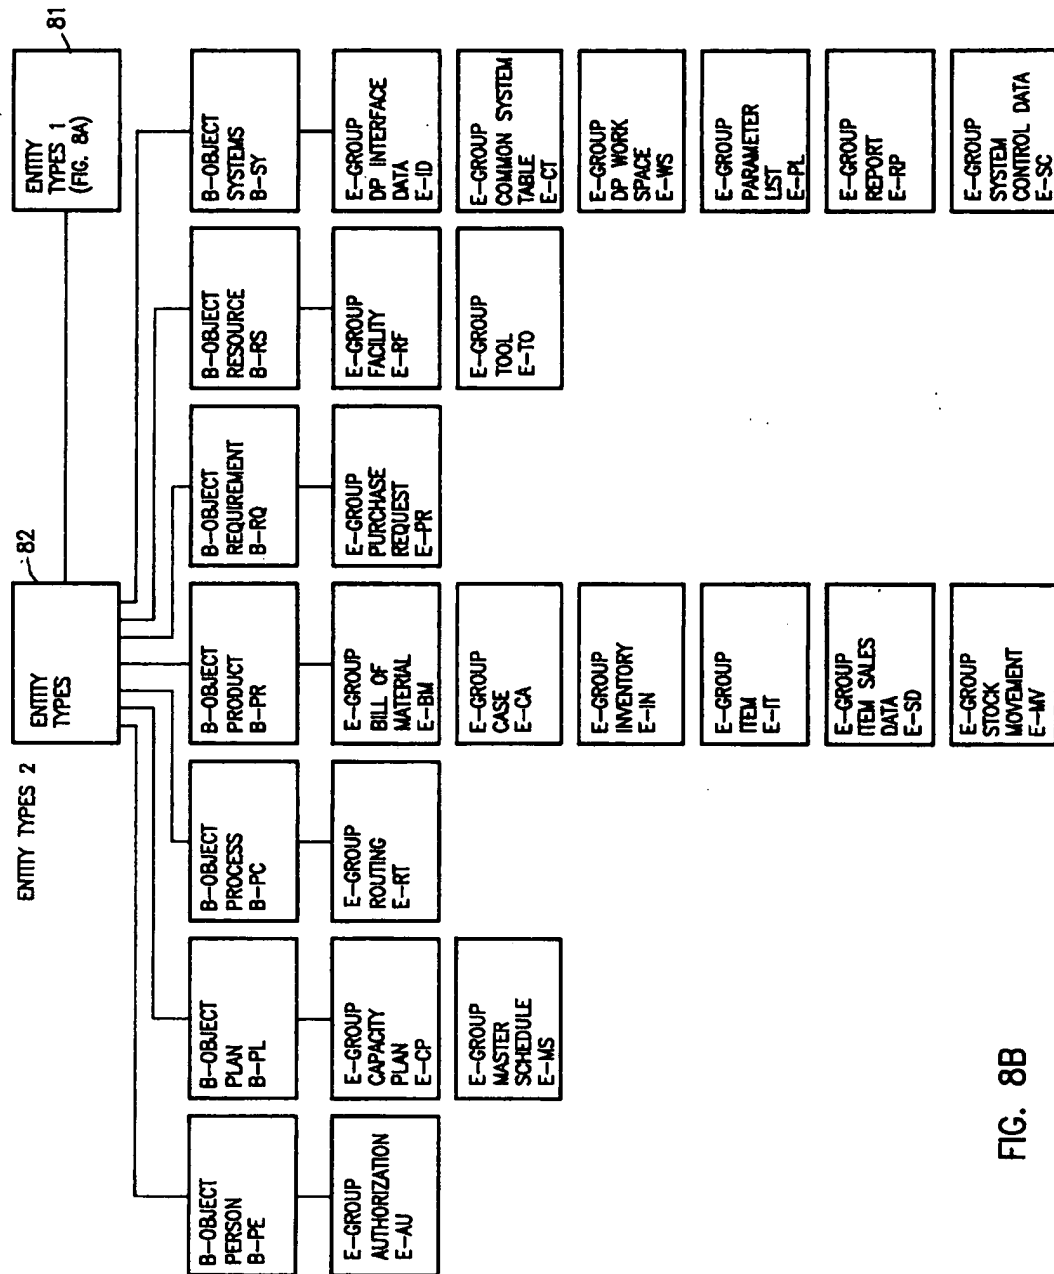 ENTITY TYPES 2
82
ENTITY
TYPES
81
ENTITY
TYPES 1
(FIG. 8A)
B-OBJECT
PERSON
B-PE
B-OBJECT
PLAN
B-PL
B-OBJECT
PROCESS
B-PC
B-OBJECT
PRODUCT
B-PR
B-OBJECT
REQUIREMENT
B-RQ
B-OBJECT
RESOURCE
B-RS
B-OBJECT
SYSTEMS
B-SY
E-GROUP
AUTHORIZATION
E-AU
E-GROUP
CAPACITY
PLAN
E-CP
E-GROUP
ROUTING
E-RT
E-GROUP
BILL OF
MATERIAL
E-BM
E-GROUP
PURCHASE
REQUEST
E-PR
E-GROUP
FACILITY
E-RF
E-GROUP
DP INTERFACE
DATA
E-ID
E-GROUP
MASTER
SCHEDULE
E-MS
E-GROUP
CASE
E-CA
E-GROUP
TOOL
E-TO
E-GROUP
COMMON SYSTEM
TABLE
E-CT
E-GROUP
INVENTORY
E-IN
E-GROUP
DP WORK
SPACE
E-WS
E-GROUP
ITEM
E-IT
E-GROUP
PARAMETER
LIST
E-PL
E-GROUP
ITEM SALES
DATA
E-SD
E-GROUP
REPORT
E-RP
E-GROUP
STOCK
MOVEMENT
E-MV
E-GROUP
SYSTEM
CONTROL DATA
E-SC
FIG. 8B